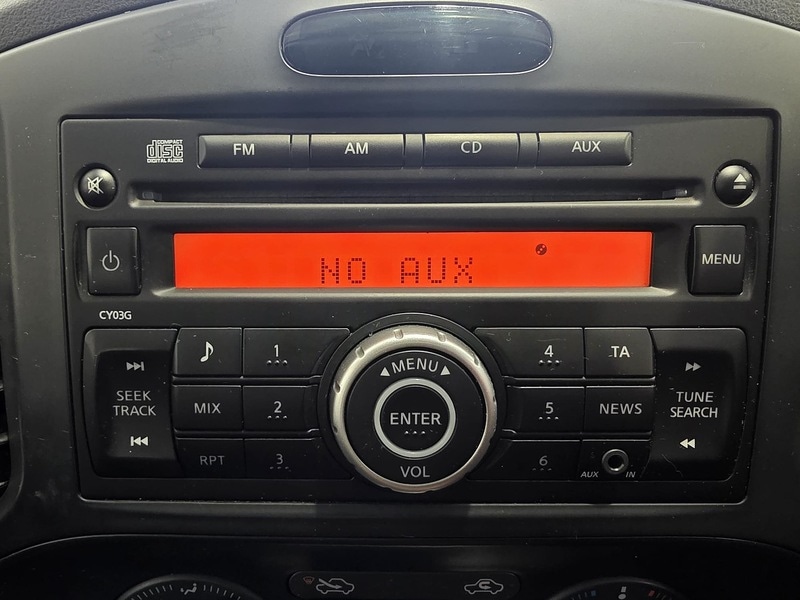 COMPACT
disc
DIGITAL AUDIO
FM
AM
CD
AUX
NO AUX
MENU
CY03G
SEEK
TRACK
1
MENU
4
TA
TUNE
SEARCH
MIX
2
ENTER
5
NEWS
RPT
3
VOL
6
AUX IN